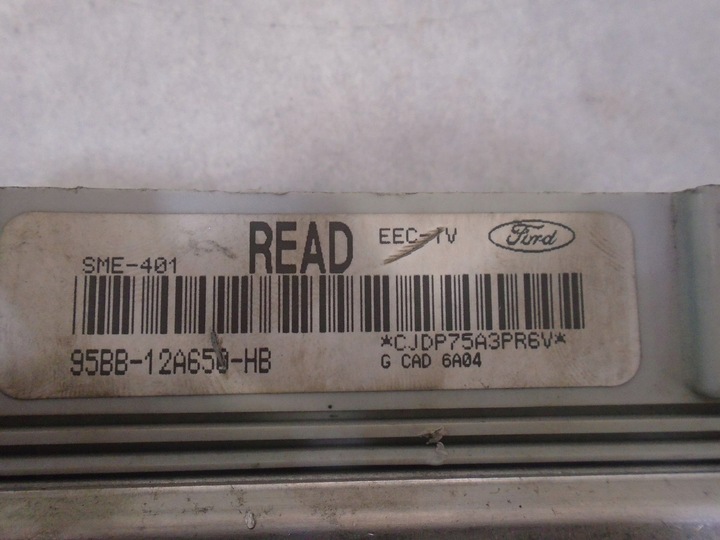 READ EEC-IV Ford
SME-401
*CJDP75A3PR6V*
95BB-12A650-HB
G CAD 6A04